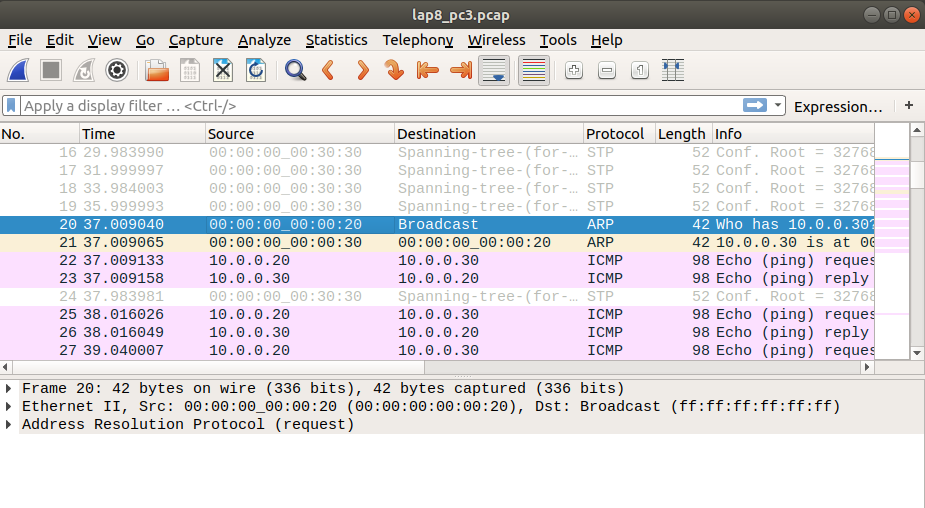 lap8_pc3.pcap
File Edit View Go Capture Analyze Statistics Telephony Wireless Tools Help
Apply a display filter … <Ctrl-/> Expression… +
No. Time Source Destination Protocol Length Info
16 29.983990 00:00:00_00:30:30 Spanning-tree-(for-… STP 52 Conf. Root = 32768
17 31.999997 00:00:00_00:30:30 Spanning-tree-(for-… STP 52 Conf. Root = 32768
18 33.984003 00:00:00_00:30:30 Spanning-tree-(for-… STP 52 Conf. Root = 32768
19 35.999993 00:00:00_00:30:30 Spanning-tree-(for-… STP 52 Conf. Root = 32768
20 37.009040 00:00:00_00:00:20 Broadcast ARP 42 Who has 10.0.0.30?
21 37.009065 00:00:00_00:00:30 00:00:00_00:00:20 ARP 42 10.0.0.30 is at 00
22 37.009133 10.0.0.20 10.0.0.30 ICMP 98 Echo (ping) reques
23 37.009158 10.0.0.30 10.0.0.20 ICMP 98 Echo (ping) reply
24 37.983981 00:00:00_00:30:30 Spanning-tree-(for-… STP 52 Conf. Root = 32768
25 38.016026 10.0.0.20 10.0.0.30 ICMP 98 Echo (ping) reques
26 38.016049 10.0.0.30 10.0.0.20 ICMP 98 Echo (ping) reply
27 39.040007 10.0.0.20 10.0.0.30 ICMP 98 Echo (ping) reques
Frame 20: 42 bytes on wire (336 bits), 42 bytes captured (336 bits)
Ethernet II, Src: 00:00:00_00:00:20 (00:00:00:00:00:20), Dst: Broadcast (ff:ff:ff:ff:ff:ff)
Address Resolution Protocol (request)